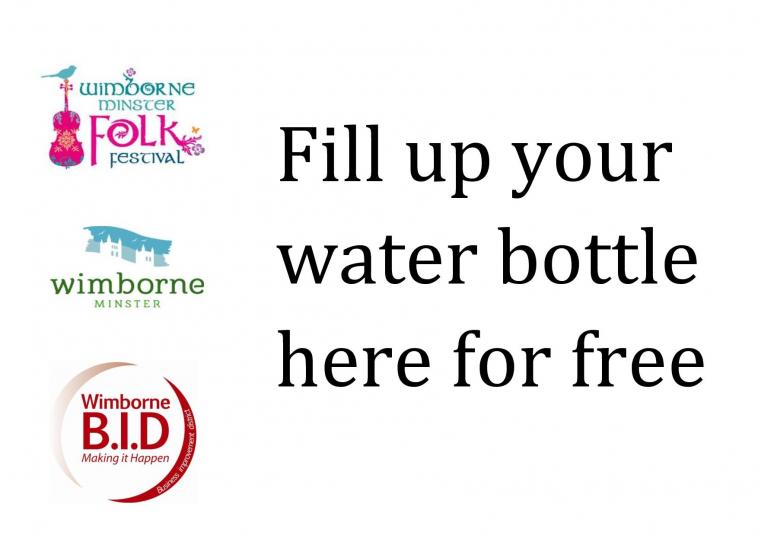 WIMBORNE
MINSTER
FOLK
FESTIVAL
wimborne
MINSTER
Wimborne
B.I.D
Making it Happen
Business improvement district
Fill up your
water bottle
here for free